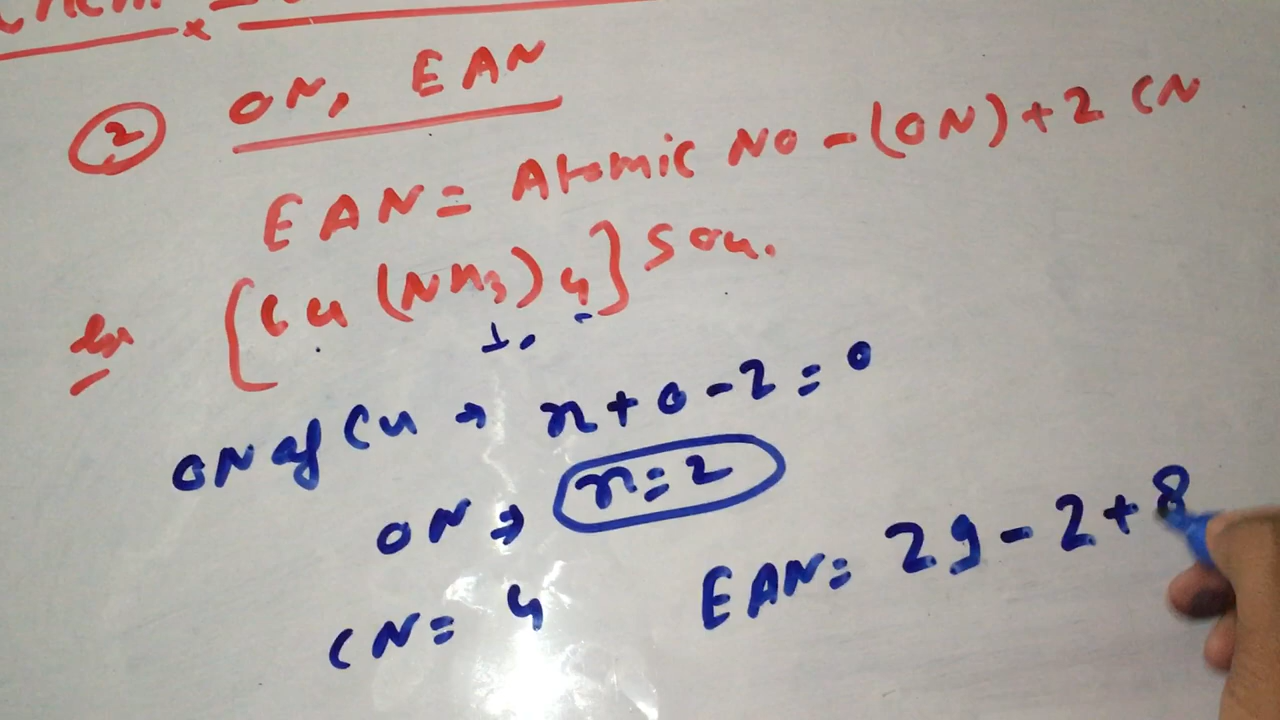 ② ON, EAN
EAN = Atomic No - (ON) + 2 CN
Ex [Cu(NH₃)₄] SO₄.
ON of Cu → x + 0 - 2 = 0
ON → x = 2
CN = 4
EAN = 29 - 2 + 8